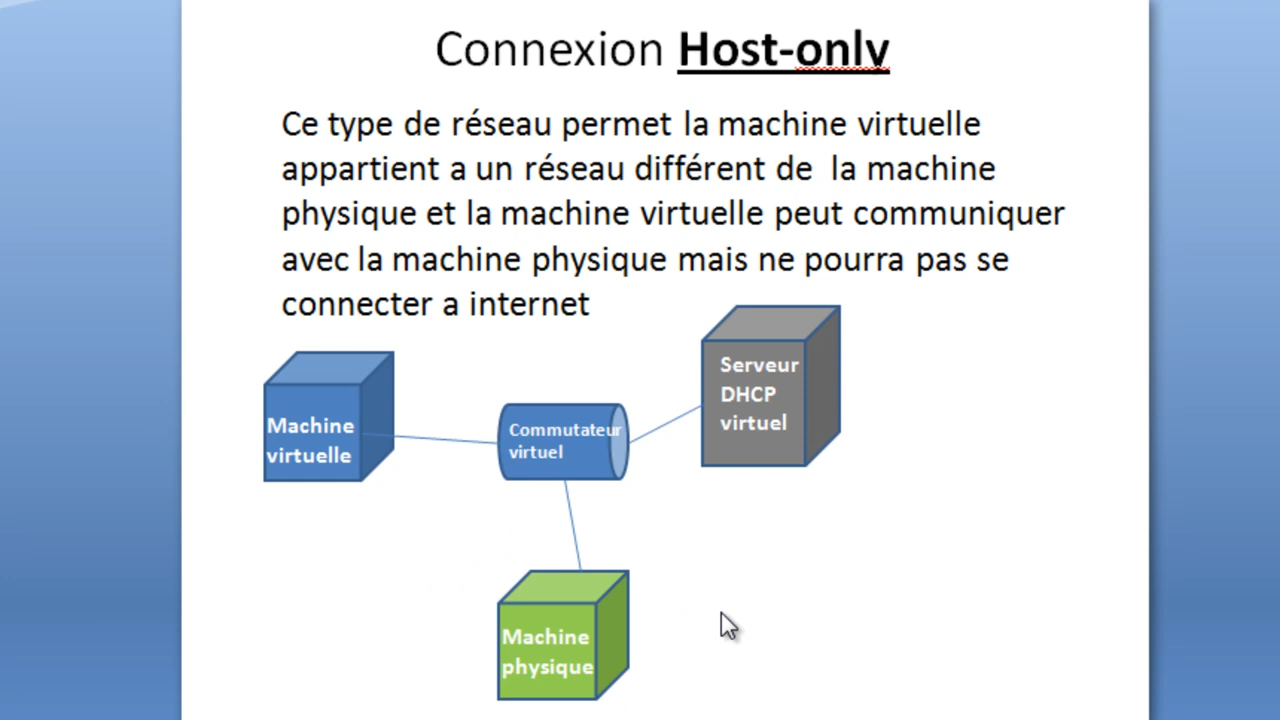 Connexion Host-only
Ce type de réseau permet la machine virtuelle
appartient a un réseau différent de la machine
physique et la machine virtuelle peut communiquer
avec la machine physique mais ne pourra pas se
connecter a internet
Serveur
DHCP
virtuel
Machine
virtuelle
Commutateur
virtuel
Machine
physique